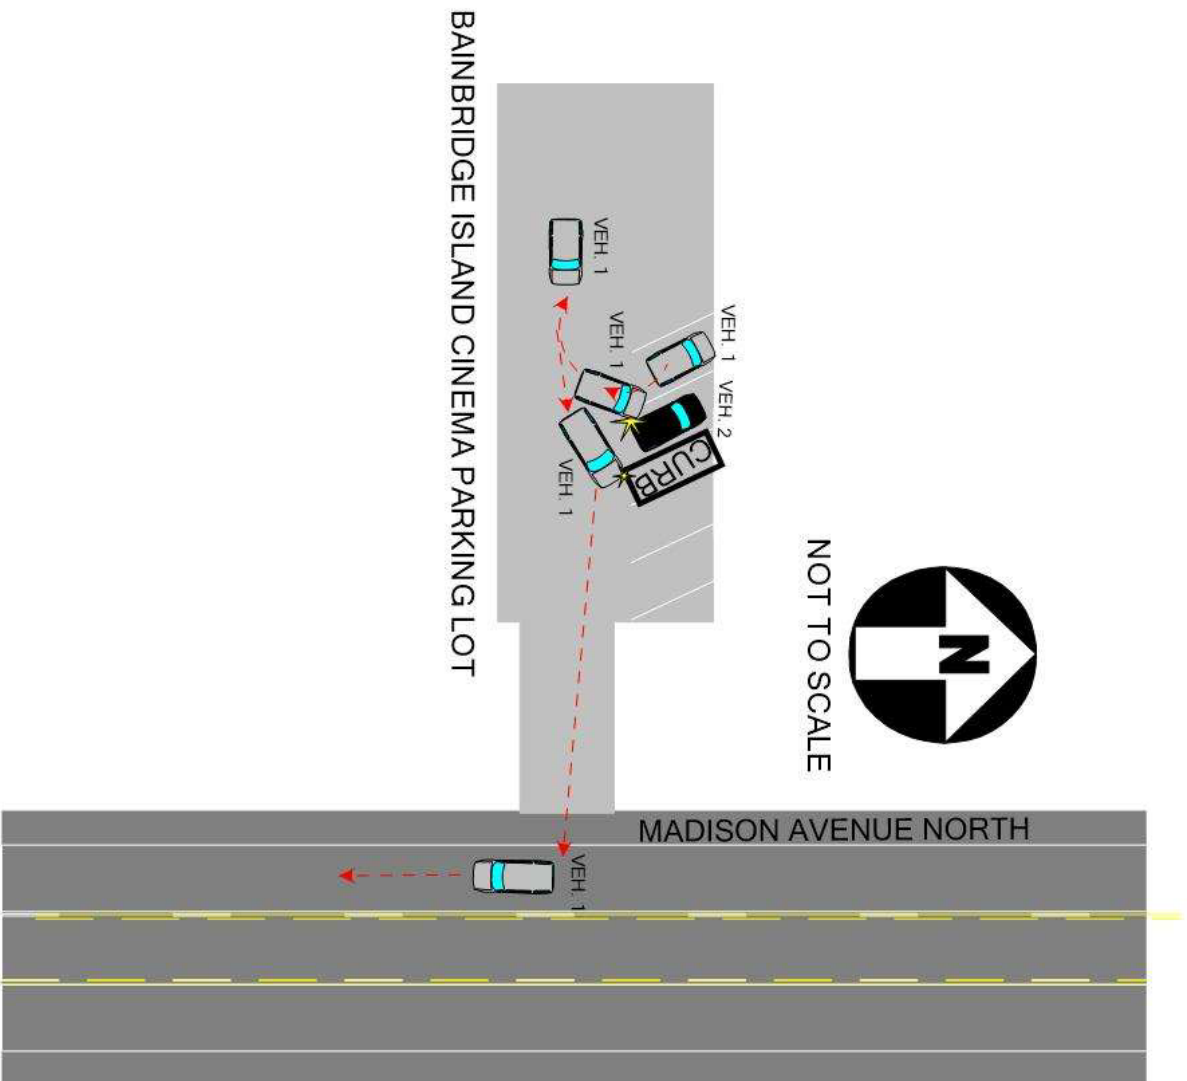 BAINBRIDGE ISLAND CINEMA PARKING LOT
VEH. 1
VEH. 1
VEH. 1
VEH. 2
CURB
VEH. 1
NOT TO SCALE
N
MADISON AVENUE NORTH
VEH. 1